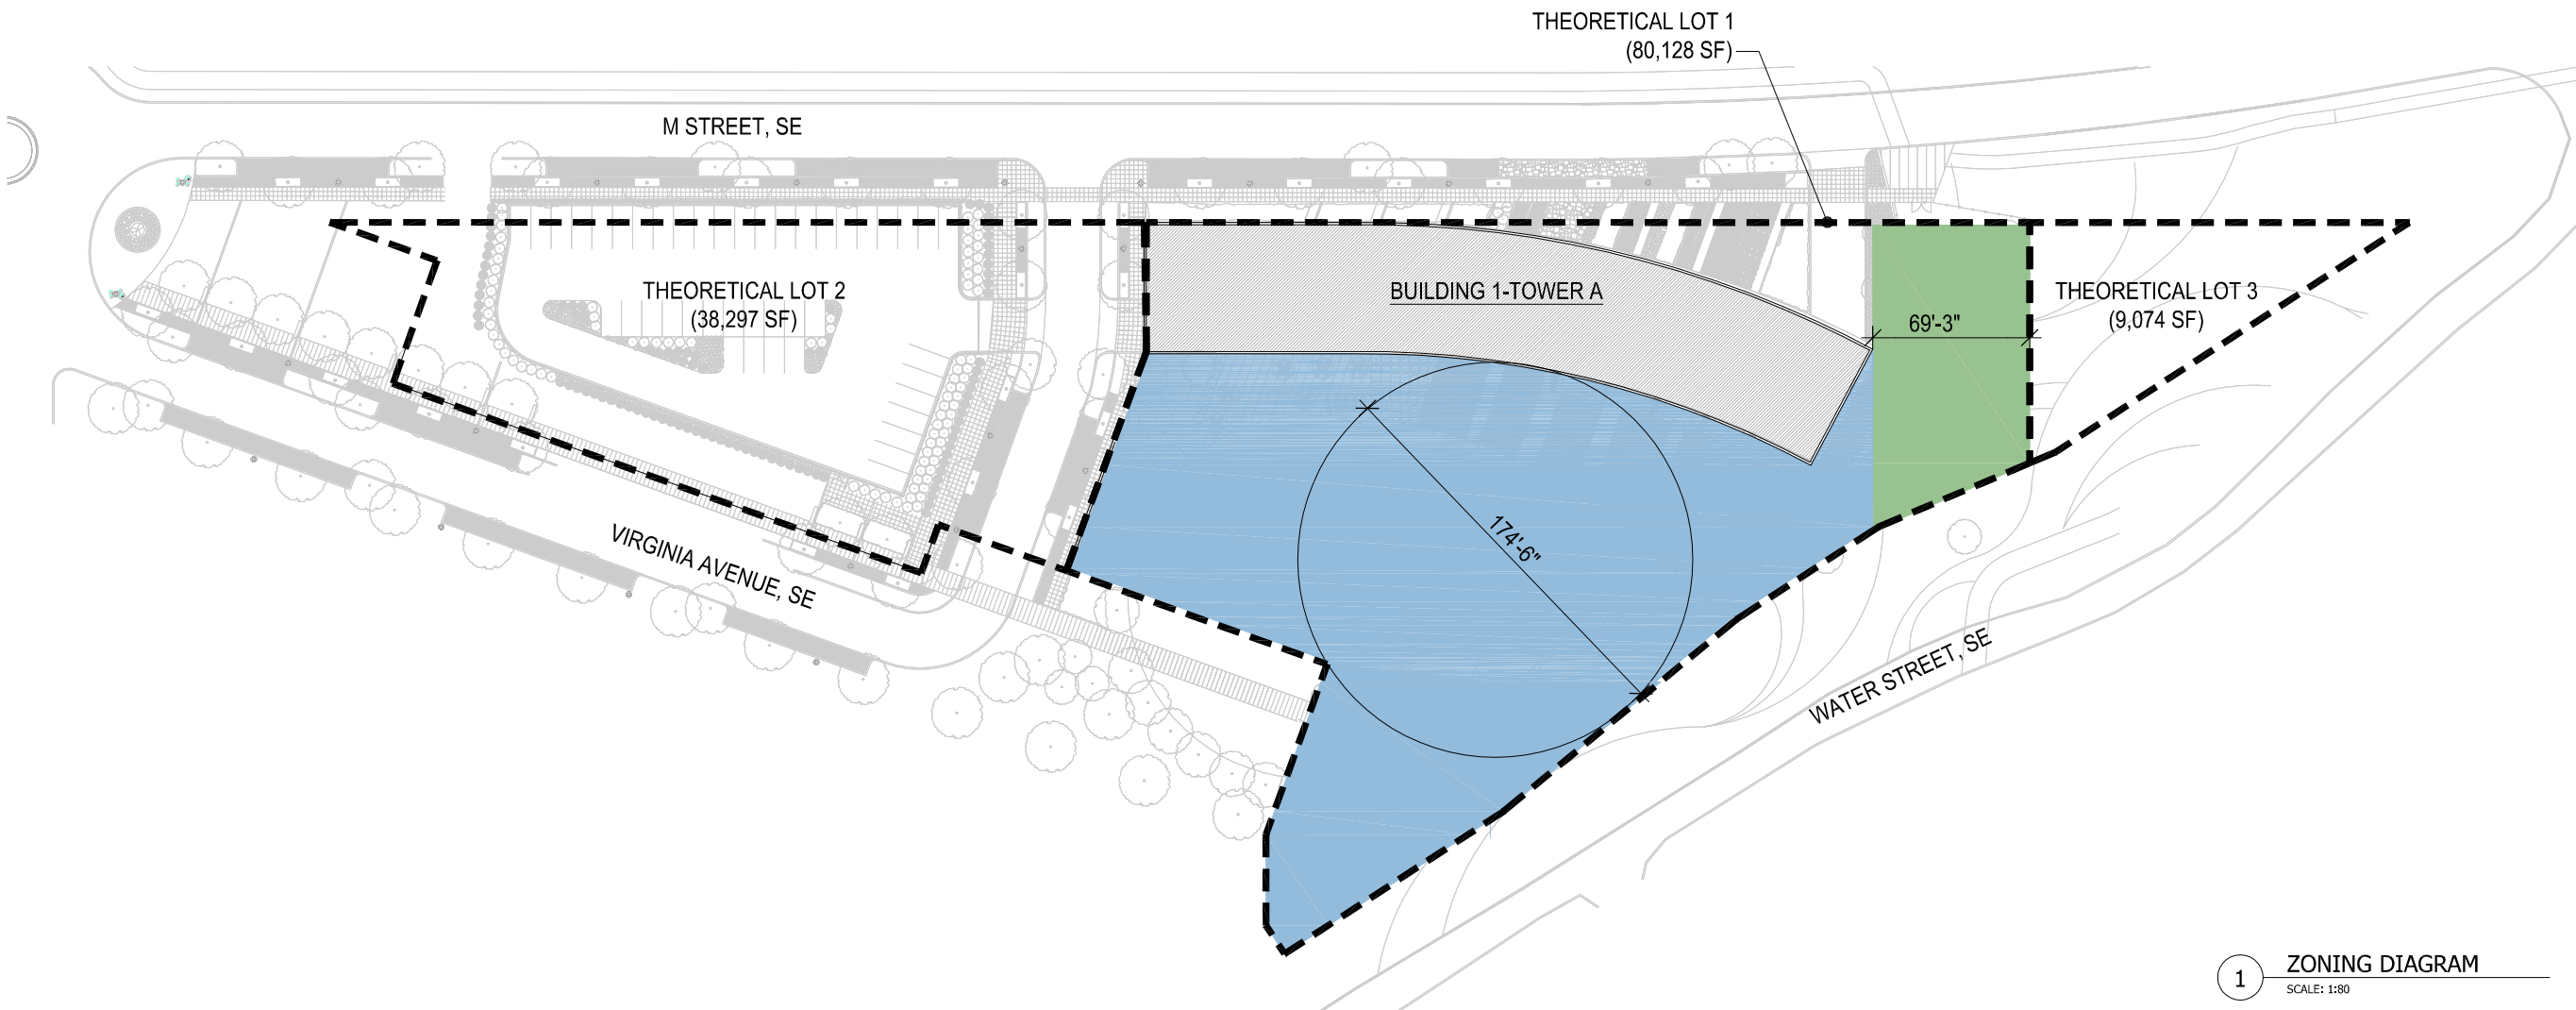 THEORETICAL LOT 1
(80,128 SF)
M STREET, SE
THEORETICAL LOT 2
(38,297 SF)
BUILDING 1-TOWER A
THEORETICAL LOT 3
(9,074 SF)
69'-3"
174'-6"
VIRGINIA AVENUE, SE
WATER STREET, SE
1
ZONING DIAGRAM
SCALE: 1:80